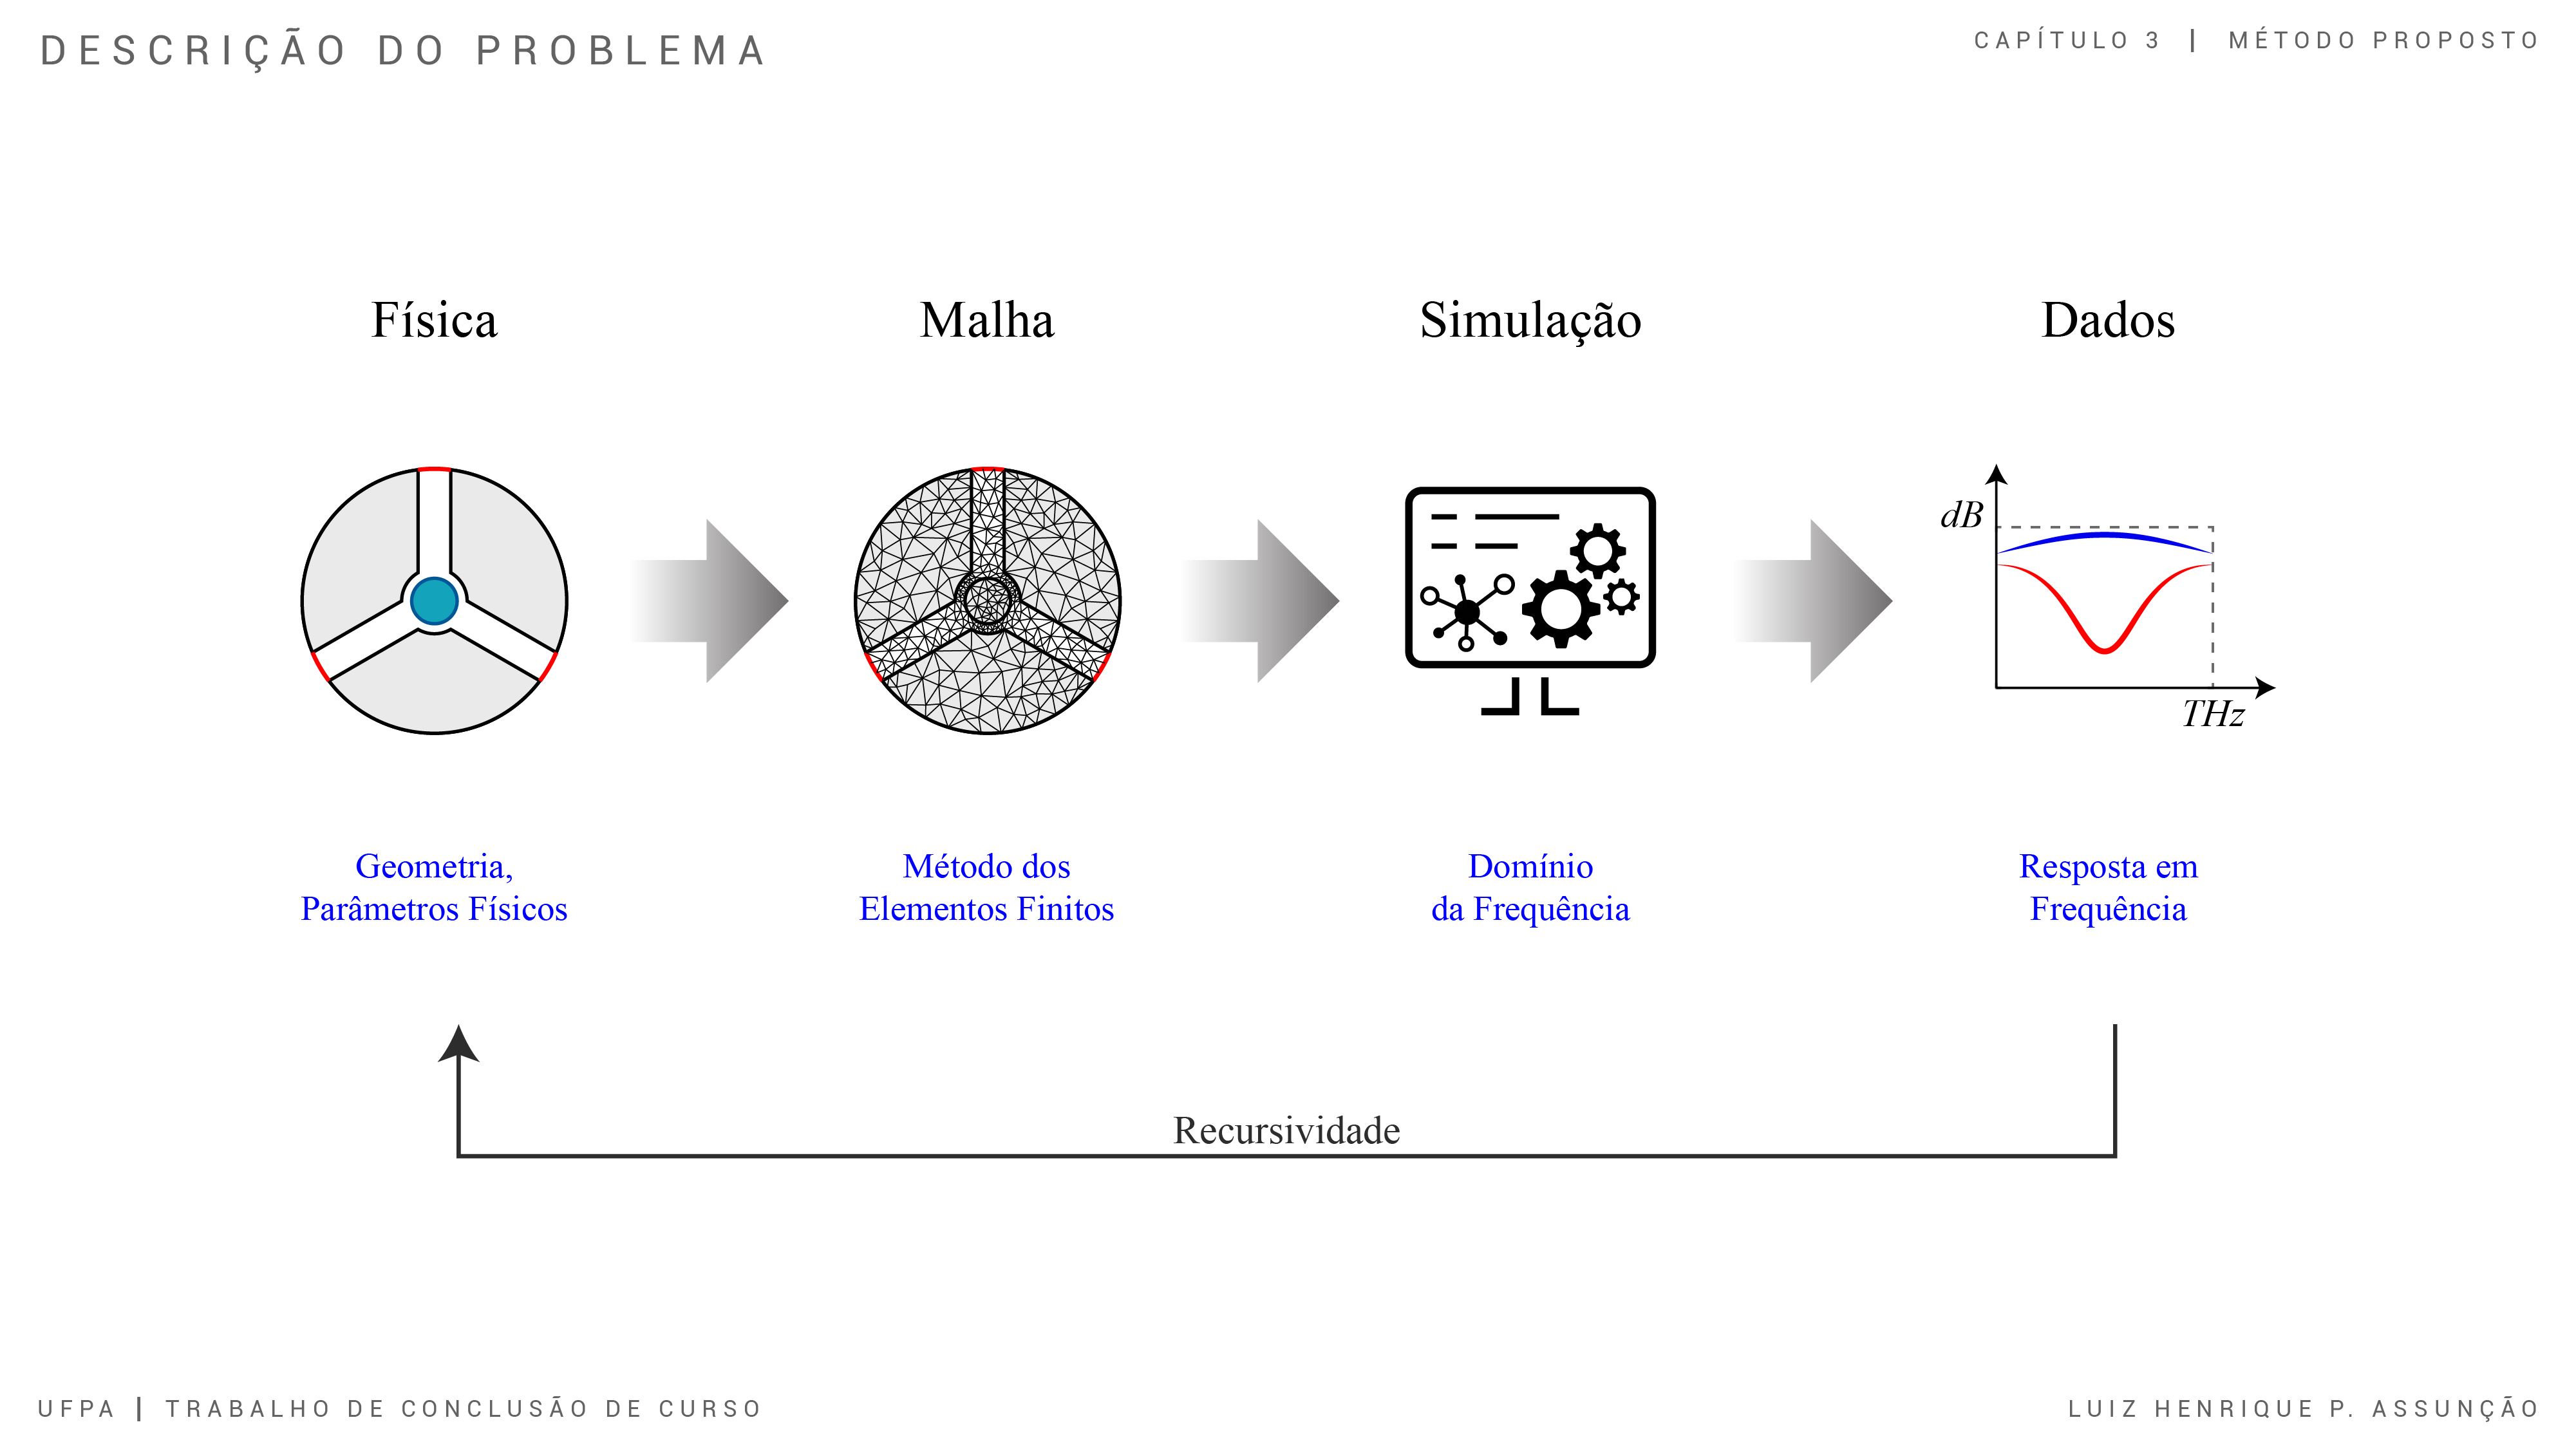 DESCRIÇÃO DO PROBLEMA
CAPÍTULO 3 | MÉTODO PROPOSTO
Física
Malha
Simulação
Dados
dB
THz
Geometria,
Parâmetros Físicos
Método dos
Elementos Finitos
Domínio
da Frequência
Resposta em
Frequência
Recursividade
UFPA | TRABALHO DE CONCLUSÃO DE CURSO
LUIZ HENRIQUE P. ASSUNÇÃO